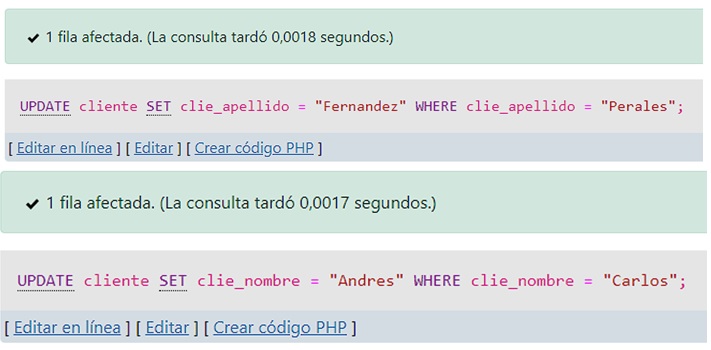 ✔ 1 fila afectada. (La consulta tardó 0,0018 segundos.)
UPDATE cliente SET clie_apellido = "Fernandez" WHERE clie_apellido = "Perales";
[ Editar en línea ] [ Editar ] [ Crear código PHP ]
✔ 1 fila afectada. (La consulta tardó 0,0017 segundos.)
UPDATE cliente SET clie_nombre = "Andres" WHERE clie_nombre = "Carlos";
[ Editar en línea ] [ Editar ] [ Crear código PHP ]